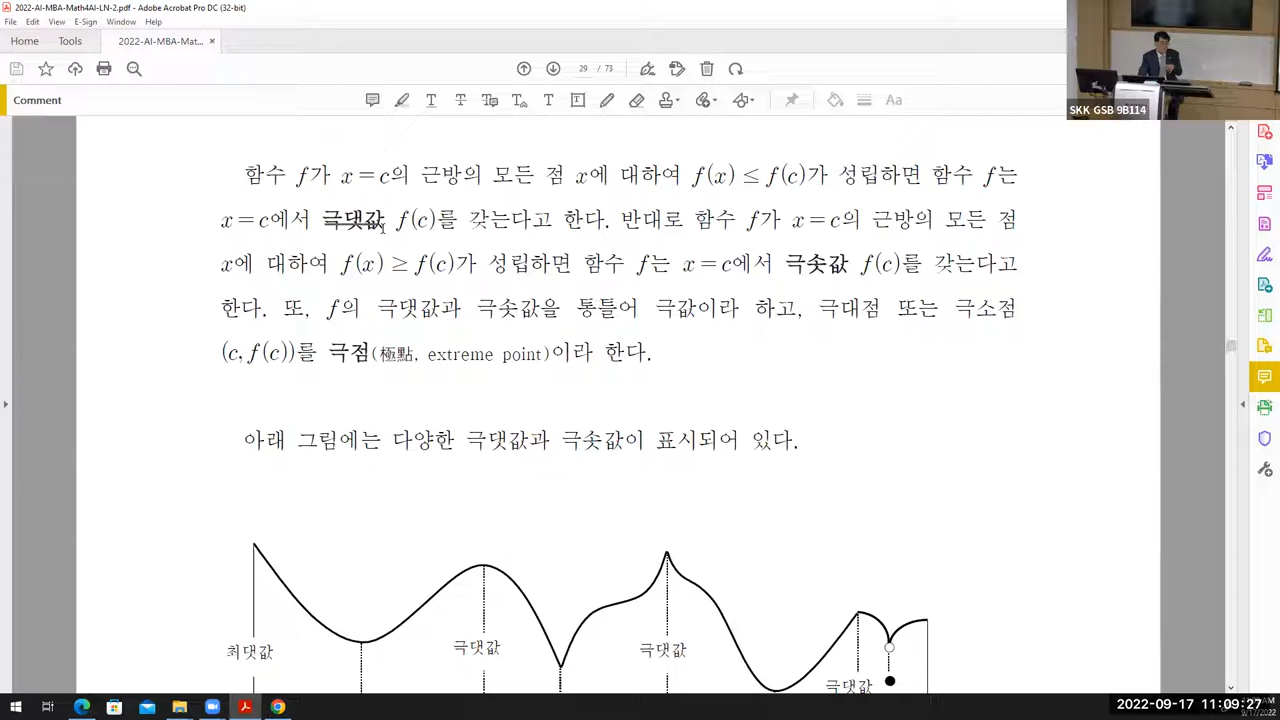 2022-AI-MBA-Math4AI-LN-2.pdf - Adobe Acrobat Pro DC (32-bit)
File Edit View E-Sign Window Help
Home Tools 2022-AI-MBA-Mat... ×
29 / 73
Comment
SKK GSB 9B114
함수 f가 x=c의 근방의 모든 점 x에 대하여 f(x)≤f(c)가 성립하면 함수 f는
x=c에서 극댓값 f(c)를 갖는다고 한다. 반대로 함수 f가 x=c의 근방의 모든 점
x에 대하여 f(x)≥f(c)가 성립하면 함수 f는 x=c에서 극솟값 f(c)를 갖는다고
한다. 또, f의 극댓값과 극솟값을 통틀어 극값이라 하고, 극대점 또는 극소점
(c, f(c))를 극점(極點, extreme point)이라 한다.
아래 그림에는 다양한 극댓값과 극솟값이 표시되어 있다.
최댓값 극댓값 극댓값
극댓값
2022-09-17 11:09:27